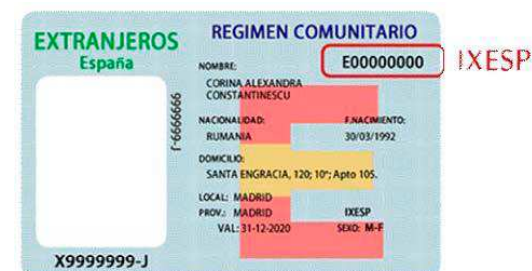 EXTRANJEROS
España
J-9999999
X9999999-J
REGIMEN COMUNITARIO
NOMBRE:
E00000000
IXESP
CORINA ALEXANDRA
CONSTANTINESCU
NACIONALIDAD: F.NACIMIENTO:
RUMANIA 30/03/1992
DOMICILIO:
SANTA ENGRACIA, 120; 10º; Apto 105.
LOCAL: MADRID
PROV.: MADRID IXESP
VAL: 31-12-2020 SEXO: M-F